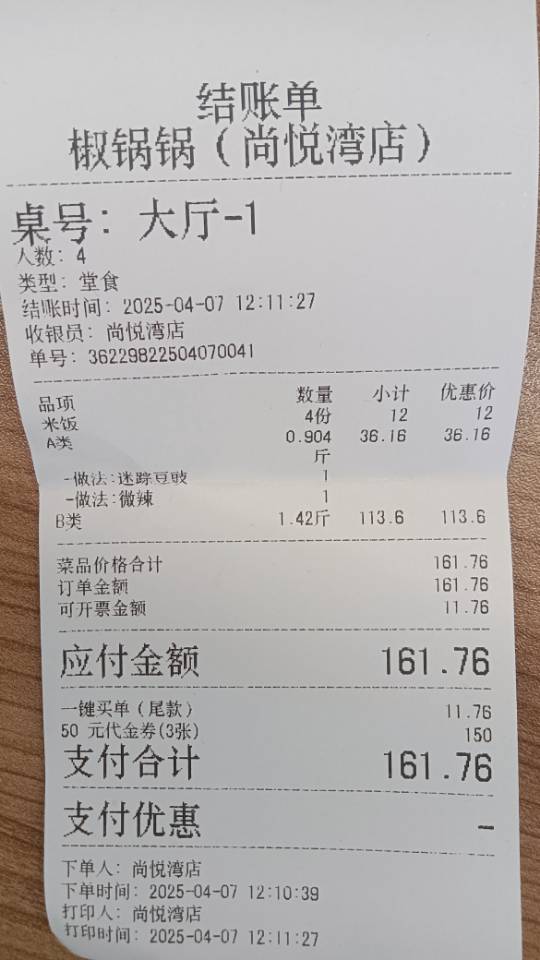 结账单
椒锅锅（尚悦湾店）
桌号: 大厅-1
人数: 4
类型: 堂食
结账时间: 2025-04-07 12:11:27
收银员: 尚悦湾店
单号: 36229822504070041
品项 数量 小计 优惠价
米饭 4份 12 12
A类 0.904 36.16 36.16
斤
-做法:迷踪豆豉 1
-做法:微辣 1
B类 1.42斤 113.6 113.6
菜品价格合计 161.76
订单金额 161.76
可开票金额 11.76
应付金额 161.76
一键买单（尾款） 11.76
50 元代金券(3张) 150
支付合计 161.76
支付优惠 -
下单人: 尚悦湾店
下单时间: 2025-04-07 12:10:39
打印人: 尚悦湾店
打印时间: 2025-04-07 12:11:27